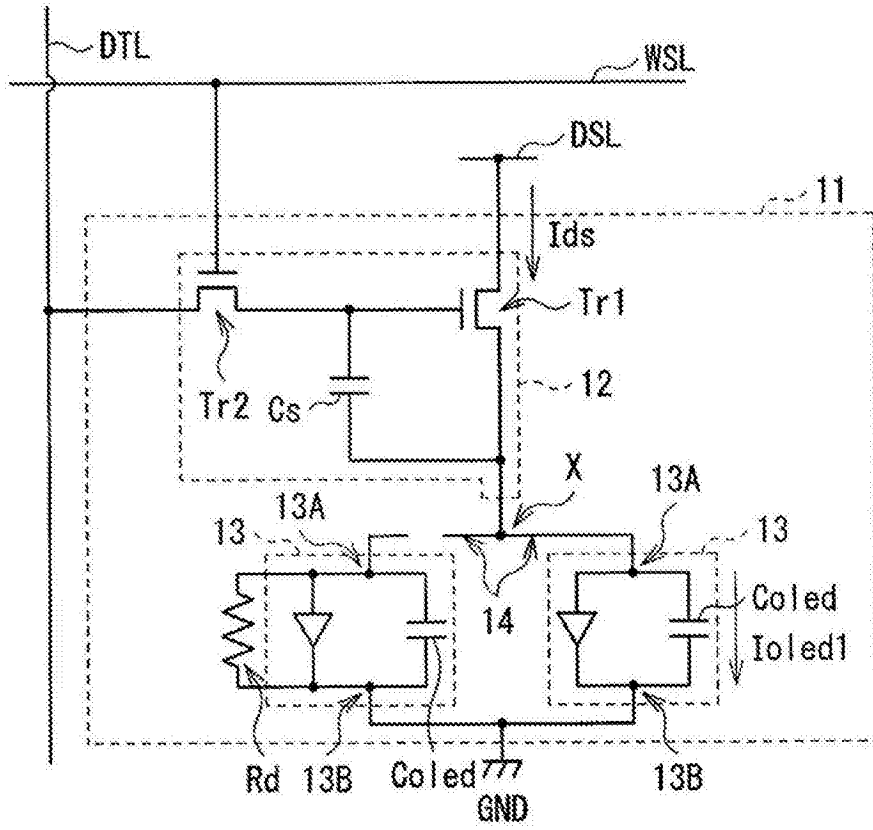 DTL
WSL
DSL
11
Ids
Tr1
12
Tr2
Cs
X
13A
13A
13
13
14
Coled
Ioled1
Rd
13B
Coled
GND
13B